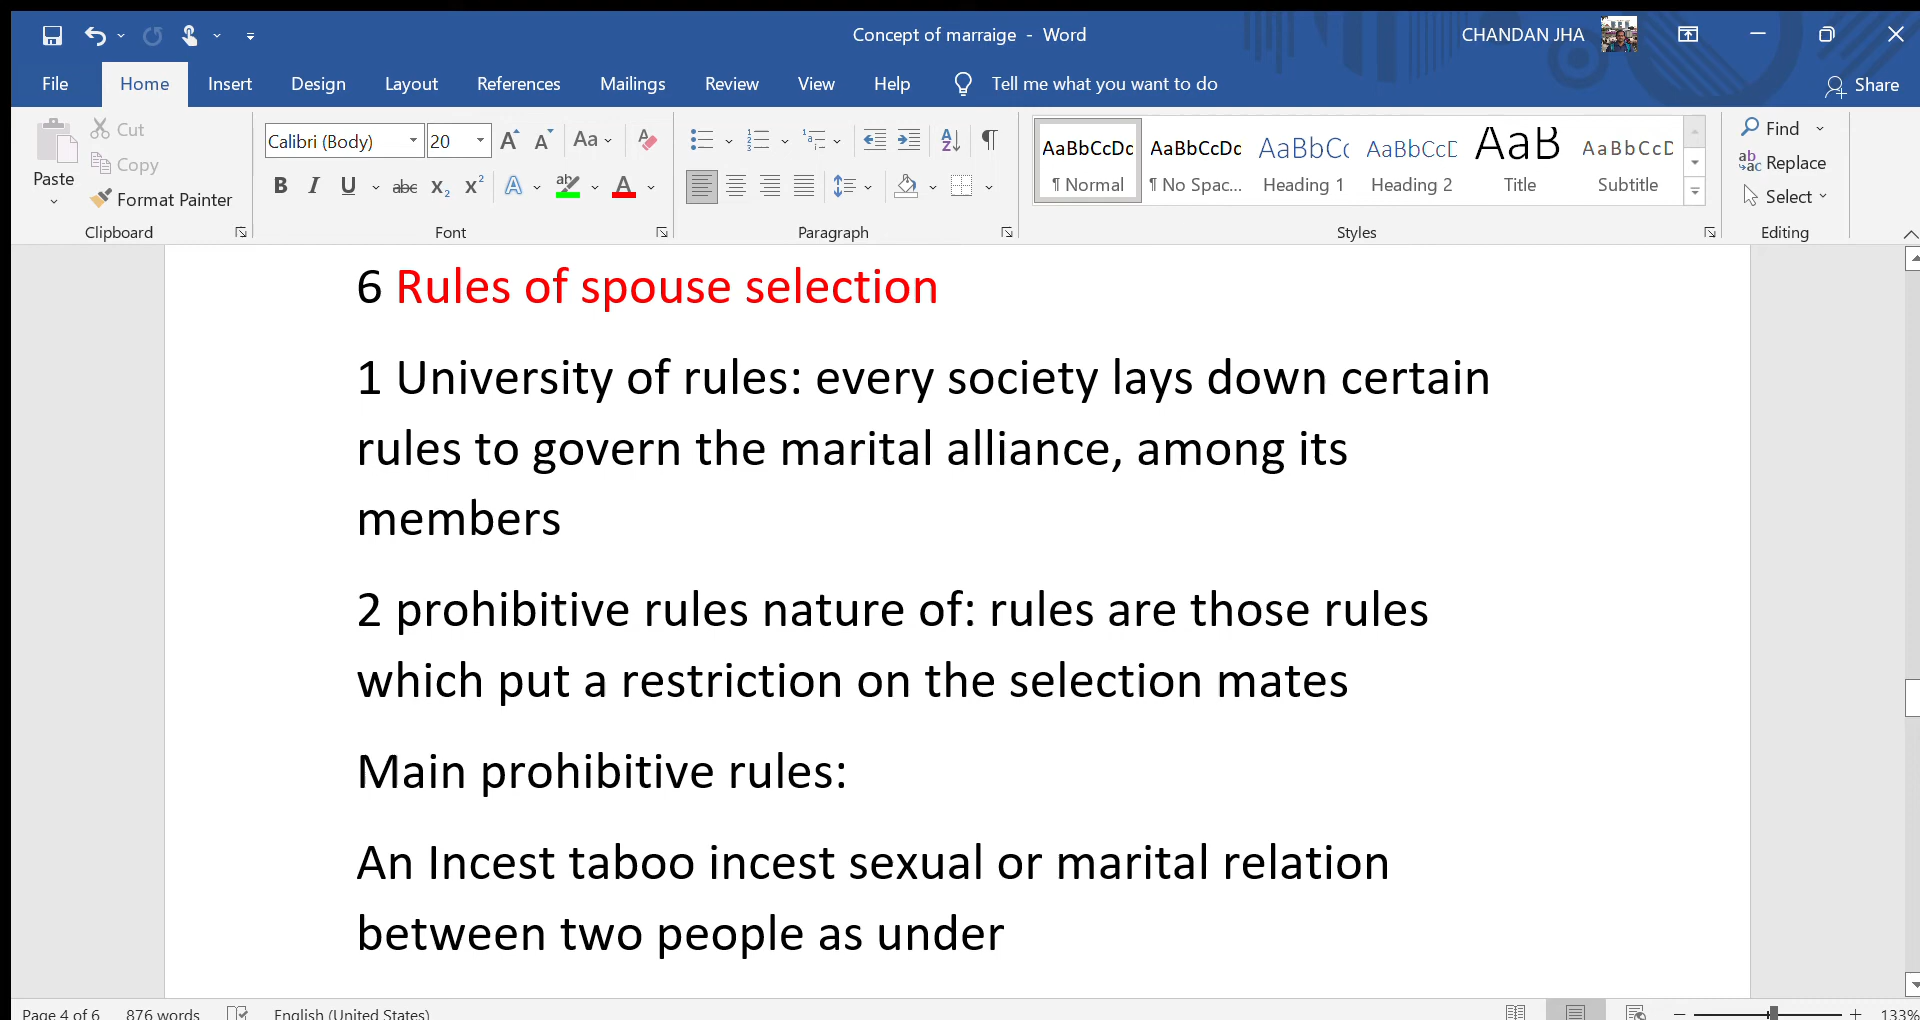 Concept of marraige - Word
CHANDAN JHA
File Home Insert Design Layout References Mailings Review View Help Tell me what you want to do
Share
Paste
Cut
Copy
Format Painter
Clipboard
Calibri (Body) 20
Font
Paragraph
AaBbCcDc AaBbCcDc AaBbCc AaBbCcD AaB AaBbCcD
¶ Normal ¶ No Spac... Heading 1 Heading 2 Title Subtitle
Styles
Find
Replace
Select
Editing
6 Rules of spouse selection
1 University of rules: every society lays down certain
rules to govern the marital alliance, among its
members
2 prohibitive rules nature of: rules are those rules
which put a restriction on the selection mates
Main prohibitive rules:
An Incest taboo incest sexual or marital relation
between two people as under
Page 4 of 6 876 words English (United States) 133%